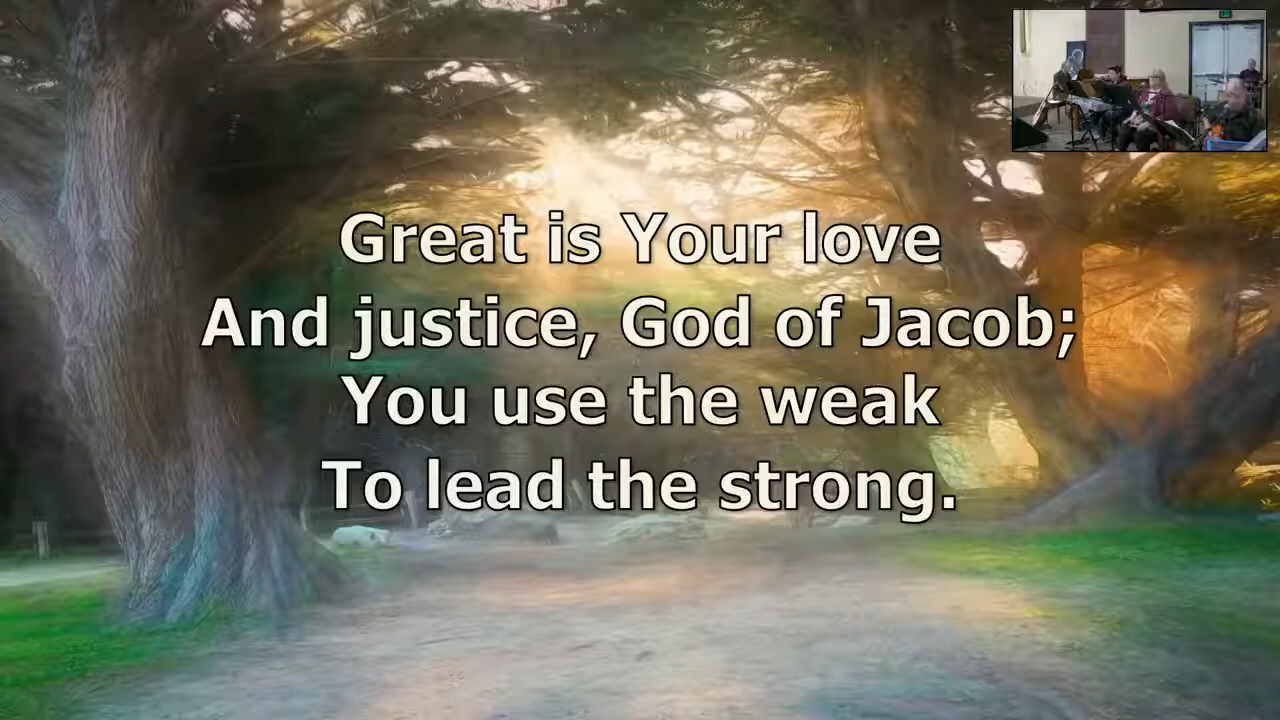 Great is Your love
And justice, God of Jacob;
You use the weak
To lead the strong.